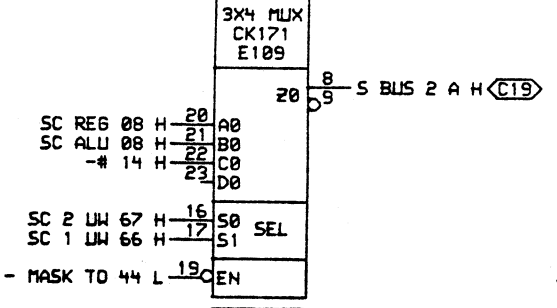 3X4 MUX
CK171
E109
Z0 8 S BUS 2 A H C19
9
SC REG 08 H 20 A0
SC ALU 08 H 21 B0
-# 14 H 22 C0
23 D0
SC 2 UW 67 H 16 S0 SEL
SC 1 UW 66 H 17 S1
- MASK TO 44 L 19 EN